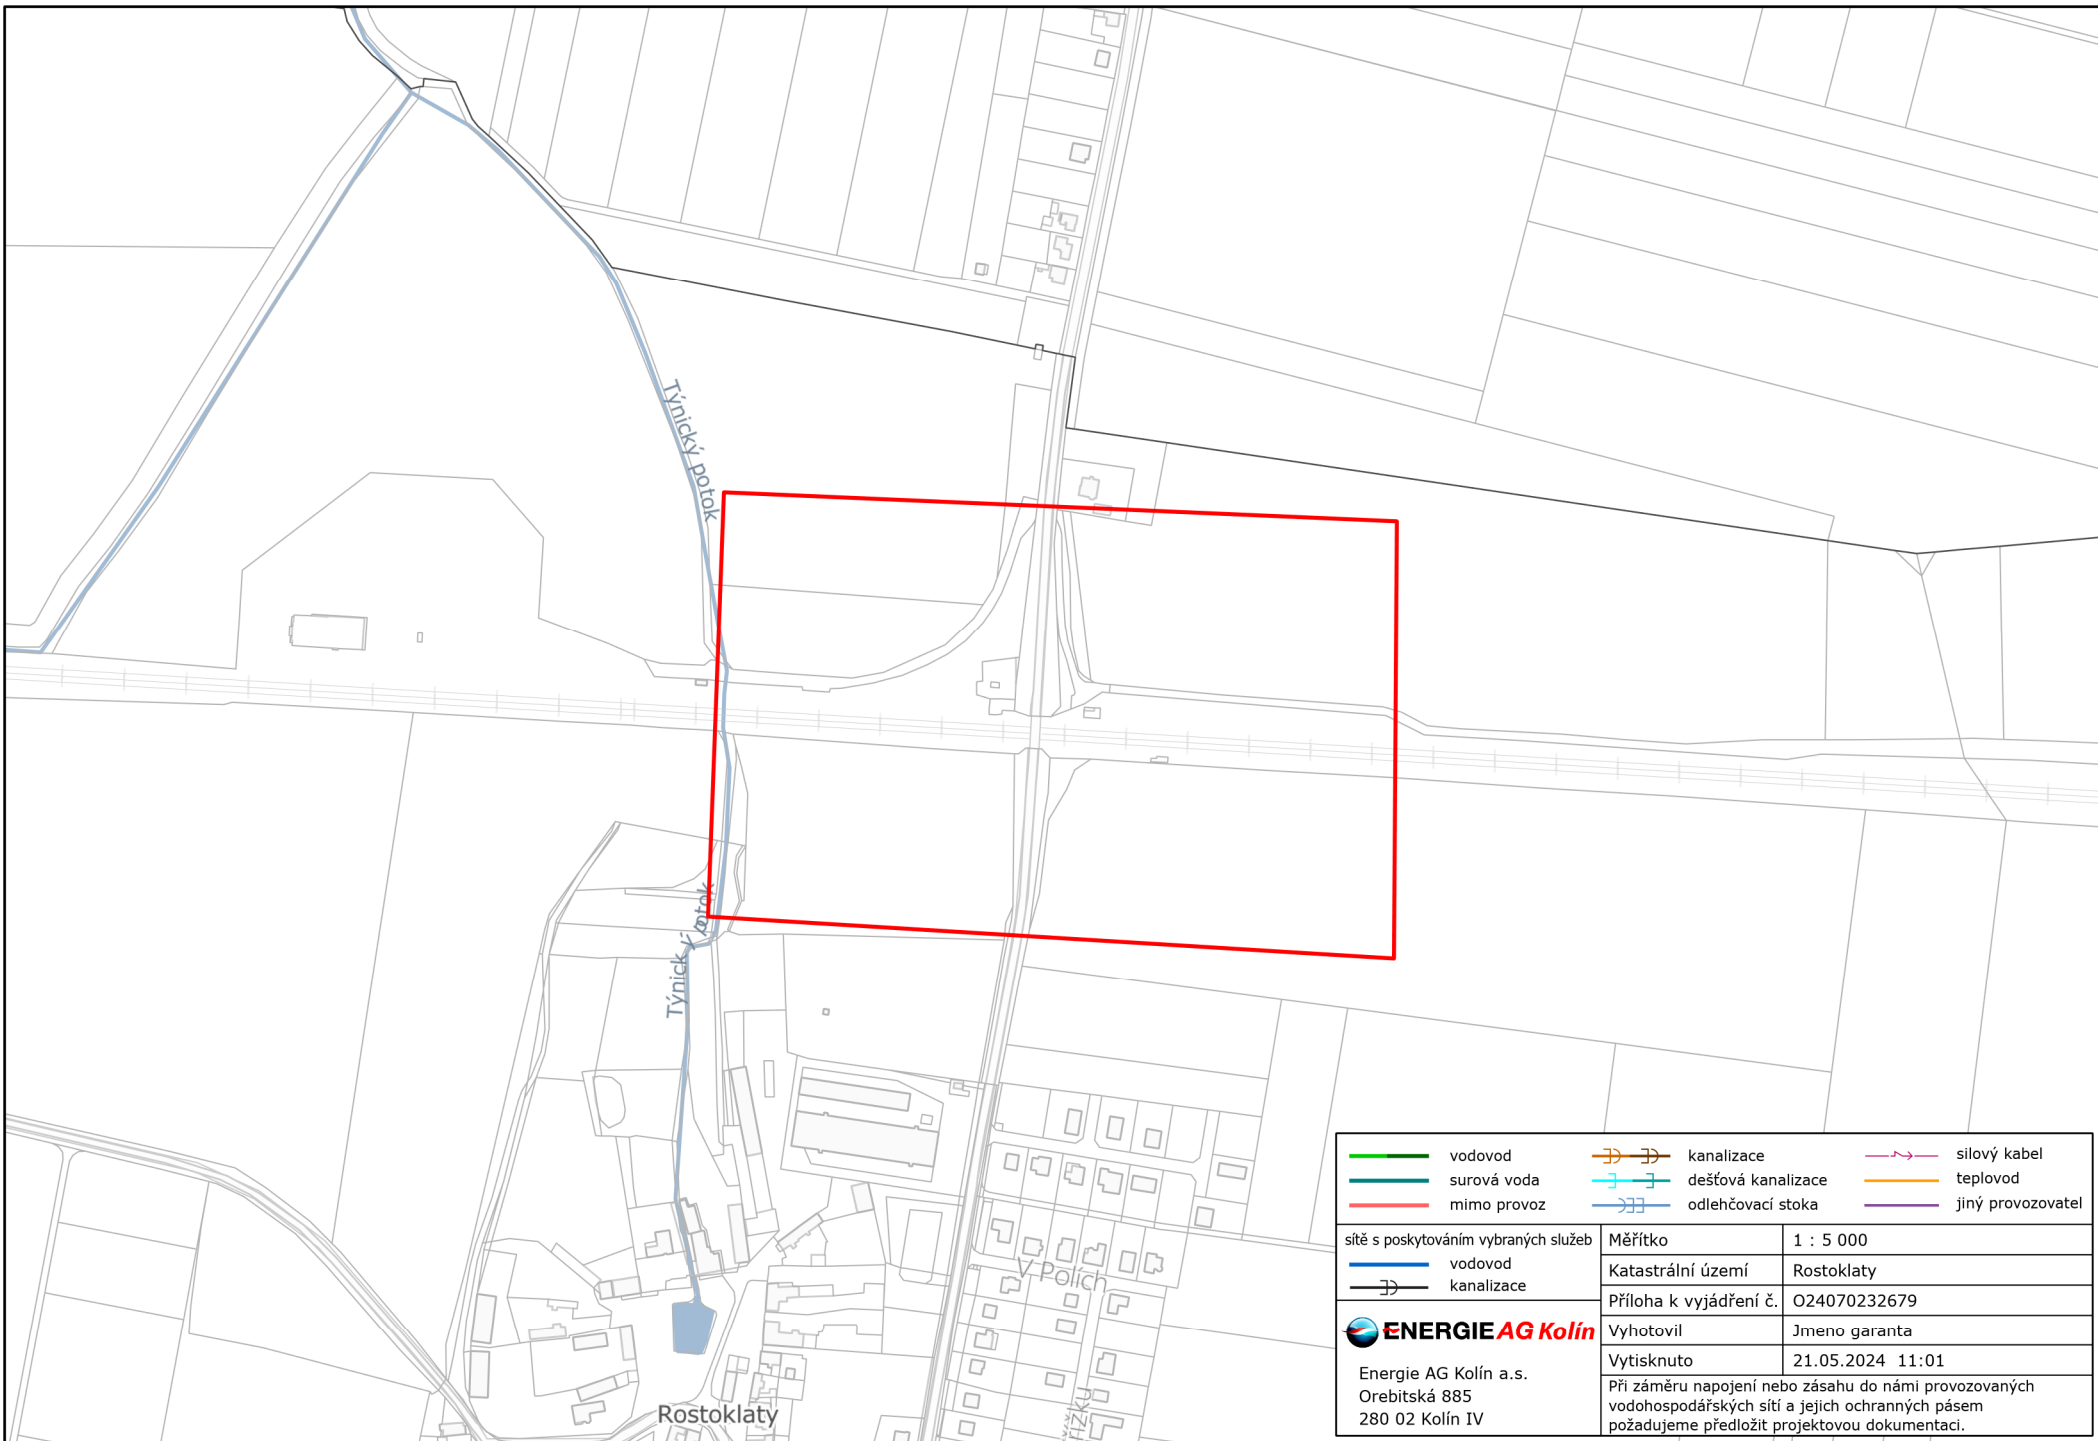 Týnický potok
Týnický potok
V Polích
Rostoklaty
vodovod
surová voda
mimo provoz
kanalizace
dešťová kanalizace
odlehčovací stoka
silový kabel
teplovod
jiný provozovatel
sítě s poskytováním vybraných služeb
vodovod
kanalizace
ENERGIE AG Kolín
Energie AG Kolín a.s.
Orebitská 885
280 02 Kolín IV
Měřítko 1 : 5 000
Katastrální území Rostoklaty
Příloha k vyjádření č. O24070232679
Vyhotovil Jmeno garanta
Vytisknuto 21.05.2024 11:01
Při záměru napojení nebo zásahu do námi provozovaných
vodohospodářských sítí a jejich ochranných pásem
požadujeme předložit projektovou dokumentaci.